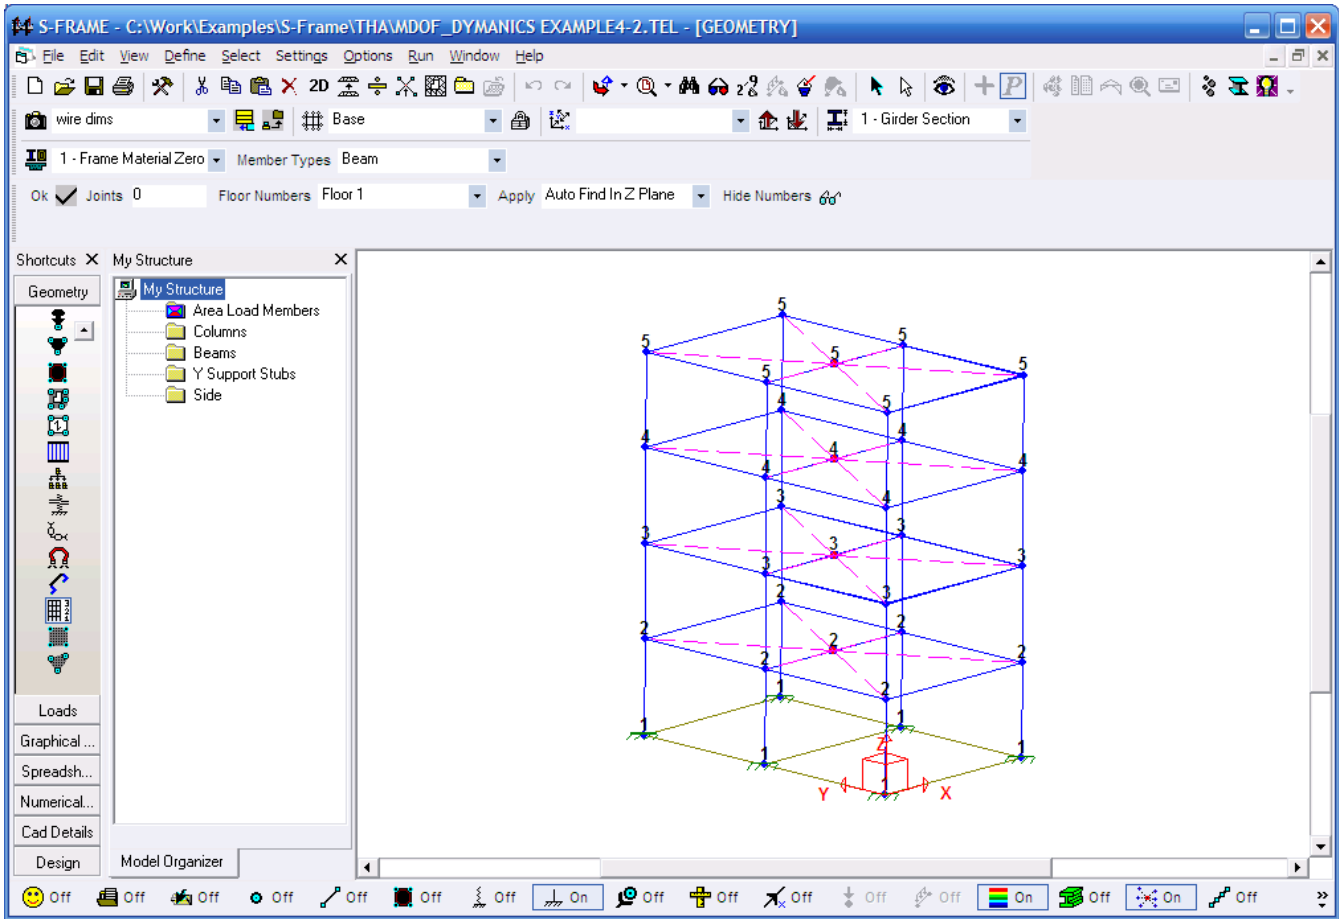 S-FRAME - C:\Work\Examples\S-Frame\THA\MDOF_DYMANICS EXAMPLE4-2.TEL - [GEOMETRY]
File Edit View Define Select Settings Options Run Window Help
2D
P
wire dims Base 1 - Girder Section
1 - Frame Material Zero Member Types Beam
Ok Joints 0 Floor Numbers Floor 1 Apply Auto Find In Z Plane Hide Numbers
Shortcuts My Structure
Geometry
My Structure
Area Load Members
Columns
Beams
Y Support Stubs
Side
Loads
Graphical ...
Spreadsh...
Numerical...
Cad Details
Design
Model Organizer
5
5
5
5
5
5
5
4
4
4
4
4
4
4
3
3
3
3
3
3
3
2
2
2
2
2
2
2
1
1
1
1
1
1
Z
Y X
Off Off Off Off Off Off Off On Off Off Off Off Off On Off On Off